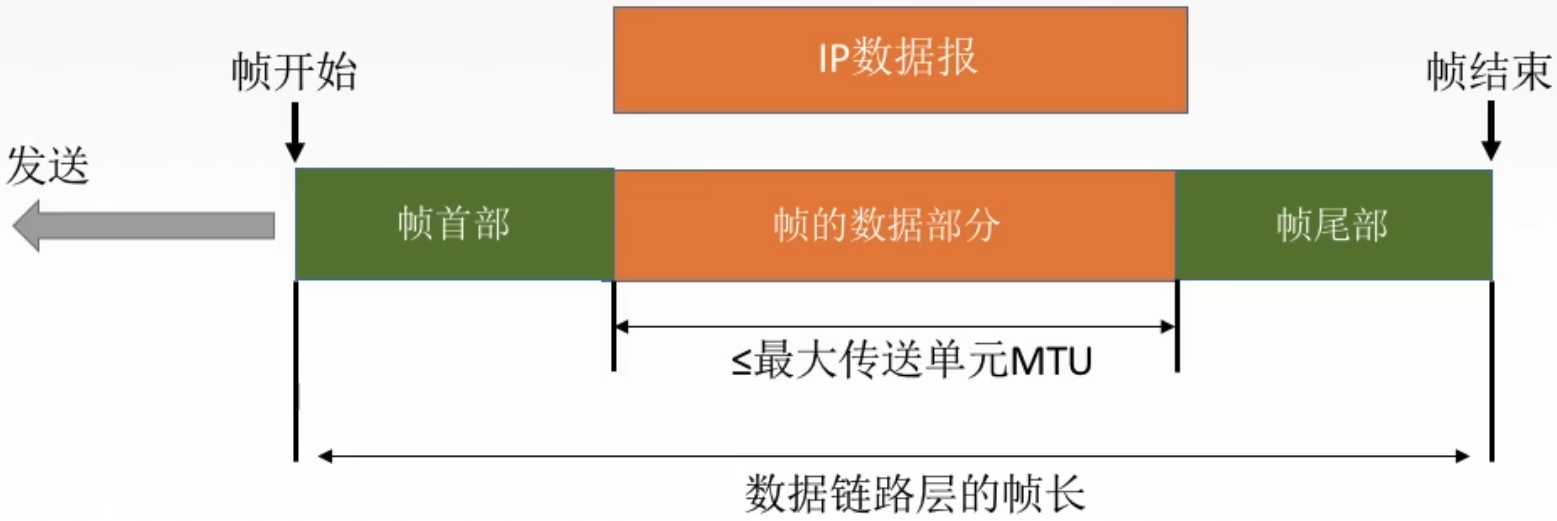 IP数据报
帧开始
帧结束
发送
帧首部
帧的数据部分
帧尾部
≤最大传送单元MTU
数据链路层的帧长